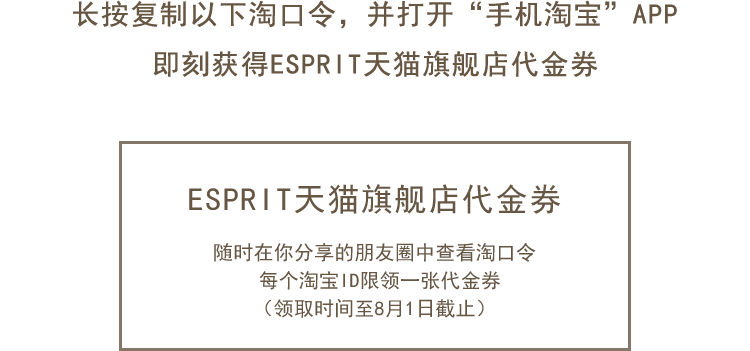 长按复制以下淘口令，并打开“手机淘宝”APP
即刻获得ESPRIT天猫旗舰店代金券
ESPRIT天猫旗舰店代金券
随时在你分享的朋友圈中查看淘口令
每个淘宝ID限领一张代金券
（领取时间至8月1日截止）